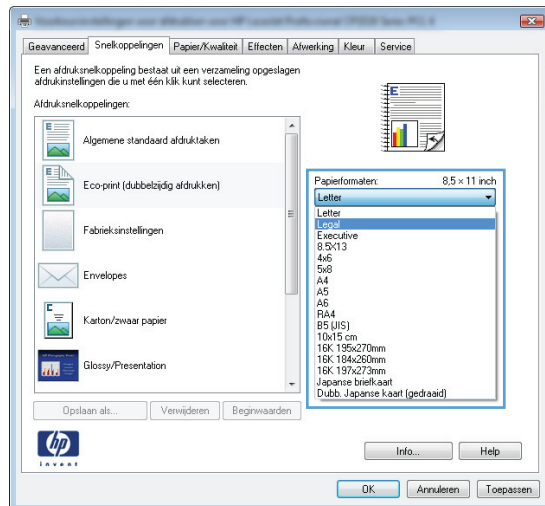 Geavanceerd Snelkoppelingen Papier/Kwaliteit Effecten Afwerking Kleur Service
Een afdruksnelkoppeling bestaat uit een verzameling opgeslagen
afdrukinstellingen die u met één klik kunt selecteren.
Afdruksnelkoppelingen:
Algemene standaard afdruktaken
Eco-print (dubbelzijdig afdrukken)
Fabrieksinstellingen
Envelopes
Karton/zwaar papier
Glossy/Presentation
Papierformaten: 8,5 × 11 inch
Letter
Letter
Legal
Executive
8.5X13
4x6
5x8
A4
A5
A6
RA4
B5 (JIS)
10x15 cm
16K 195x270mm
16K 184x260mm
16K 197x273mm
Japanse briefkaart
Dubb. Japanse kaart (gedraaid)
Opslaan als... Verwijderen Beginwaarden
hp
invent
Info... Help
OK Annuleren Toepassen